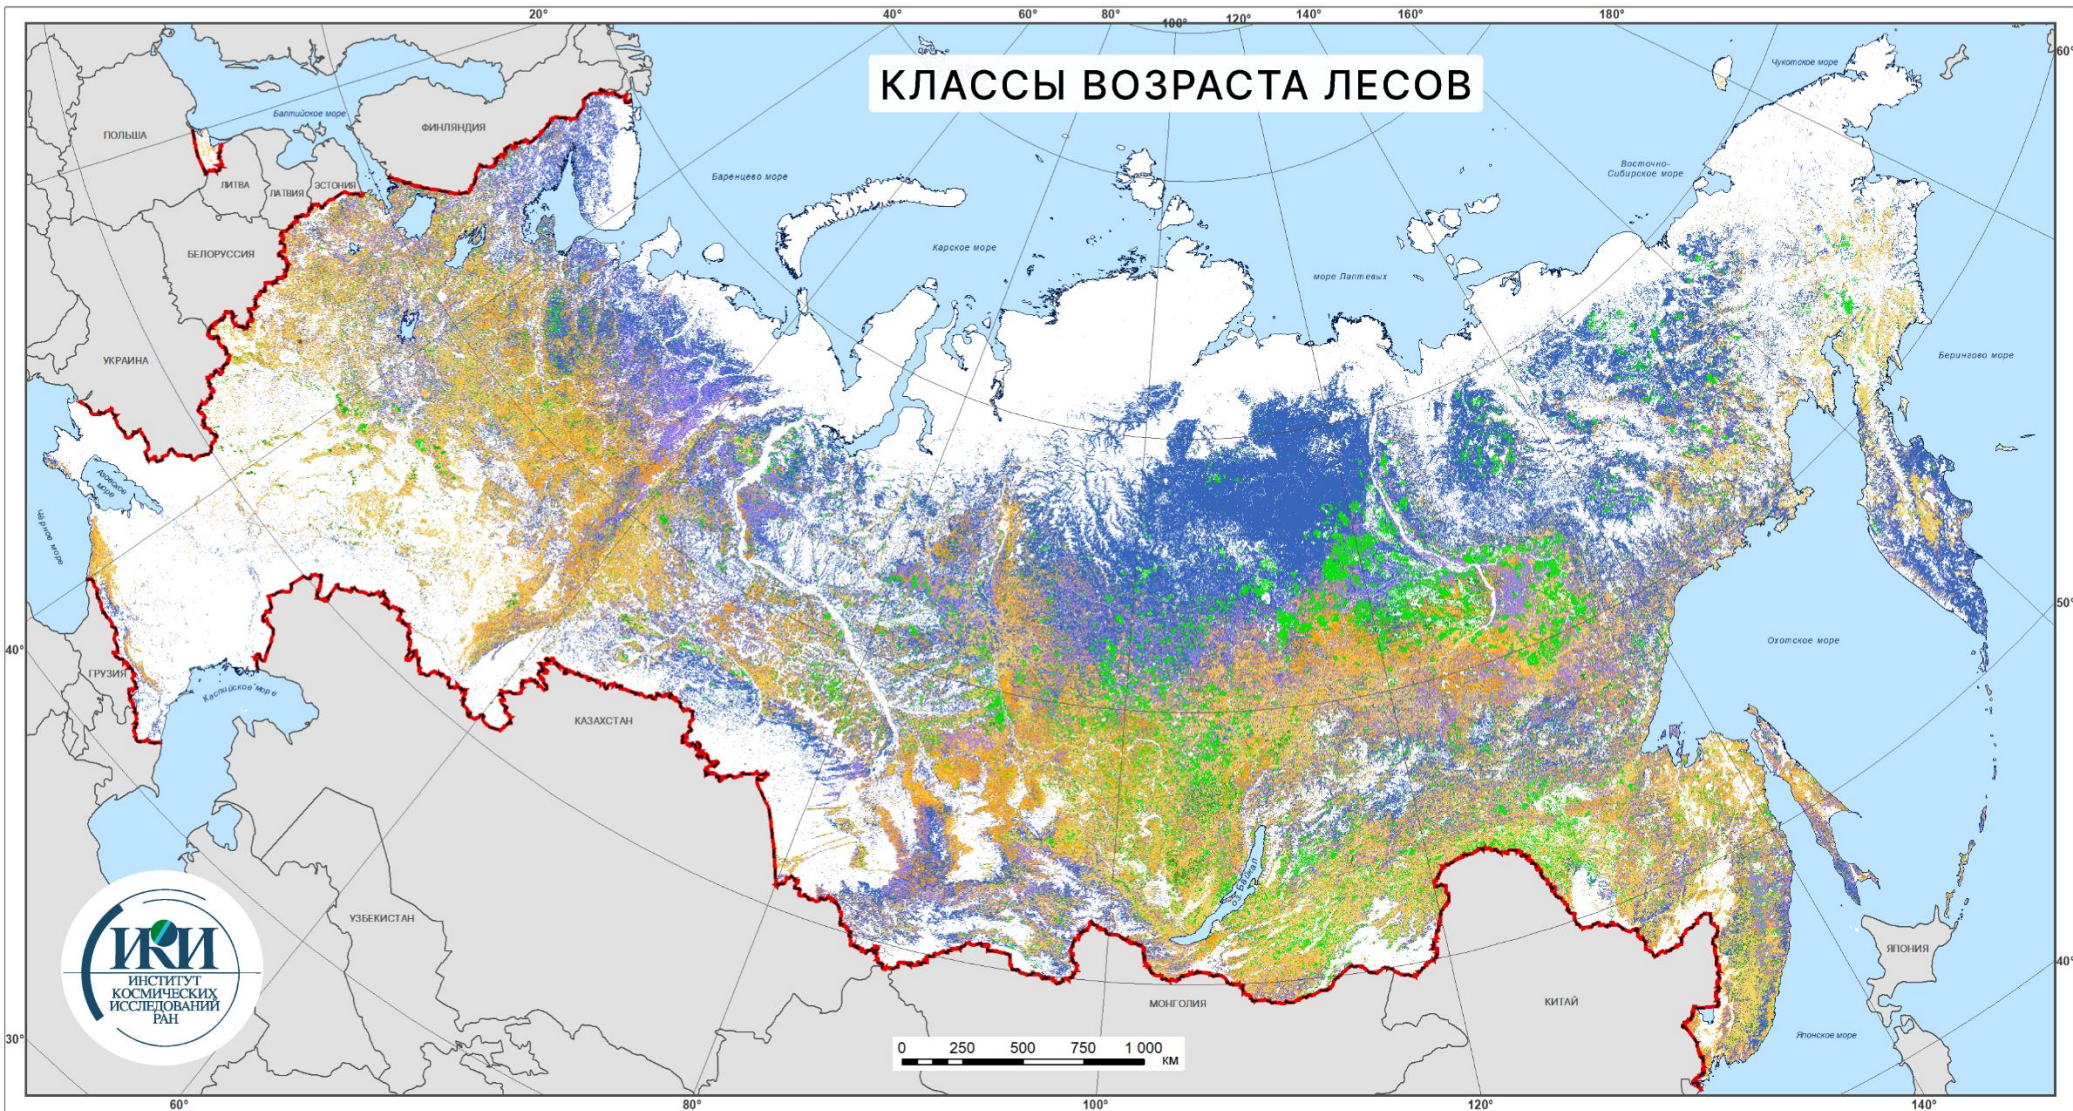 20°
40°
60°
80°
100°
120°
140°
160°
180°
60°
КЛАССЫ ВОЗРАСТА ЛЕСОВ
Чукотское море
Балтийское море
ФИНЛЯНДИЯ
ПОЛЬША
Баренцево море
Восточно-
Сибирское море
ЛИТВА
ЛАТВИЯ
ЭСТОНИЯ
БЕЛОРУССИЯ
Карское море
море Лаптевых
УКРАИНА
Берингово море
Азовское
море
Чёрное море
50°
40°
ГРУЗИЯ
Каспийское море
КАЗАХСТАН
Охотское море
оз. Байкал
УЗБЕКИСТАН
ИКИ
ИНСТИТУТ
КОСМИЧЕСКИХ
ИССЛЕДОВАНИЙ
РАН
МОНГОЛИЯ
КИТАЙ
ЯПОНИЯ
40°
Японское море
30°
0 250 500 750 1 000
КМ
60°
80°
100°
120°
140°